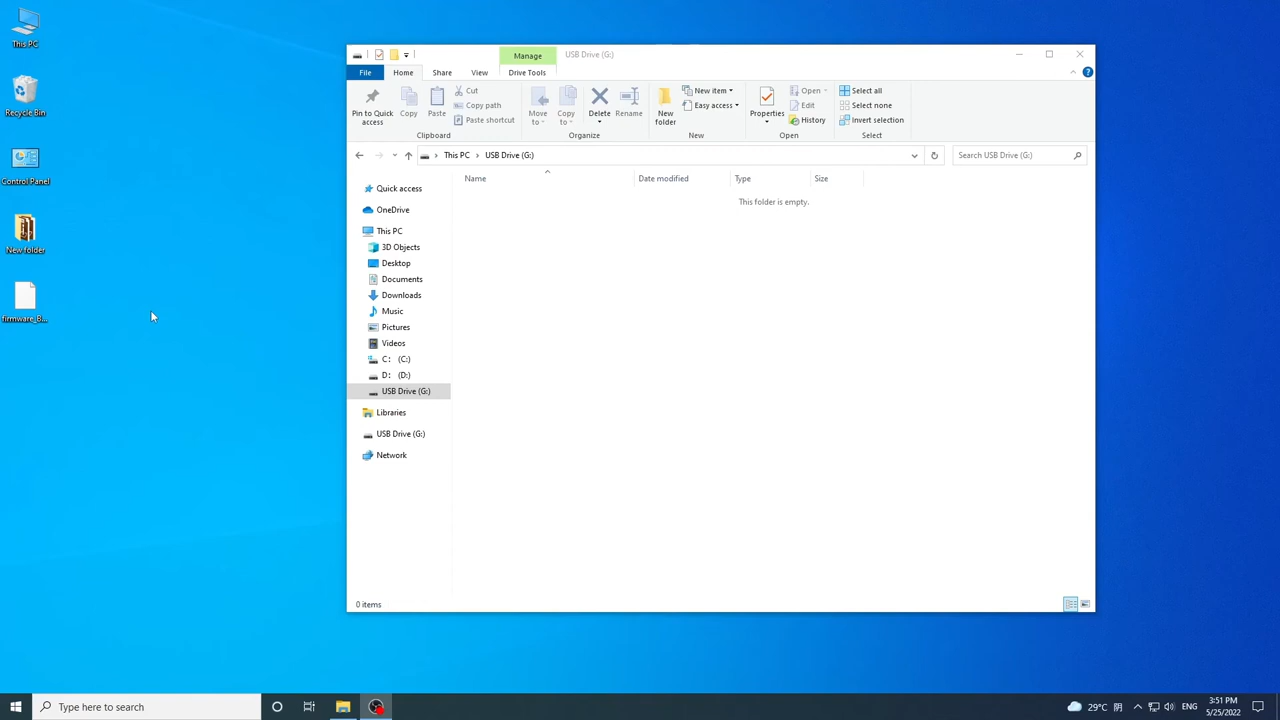 This PC
Recycle Bin
Control Panel
New folder
firmware_B...
Manage
USB Drive (G:)
File
Home
Share
View
Drive Tools
Pin to Quick access
Copy
Paste
Cut
Copy path
Paste shortcut
Clipboard
Move to
Copy to
Delete
Rename
Organize
New folder
New item
Easy access
New
Properties
Open
Edit
History
Open
Select all
Select none
Invert selection
Select
This PC
USB Drive (G:)
Search USB Drive (G:)
Name
Date modified
Type
Size
This folder is empty.
Quick access
OneDrive
This PC
3D Objects
Desktop
Documents
Downloads
Music
Pictures
Videos
C: (C:)
D: (D:)
USB Drive (G:)
Libraries
USB Drive (G:)
Network
0 items
Type here to search
29°C 阴
ENG
3:51 PM
5/25/2022